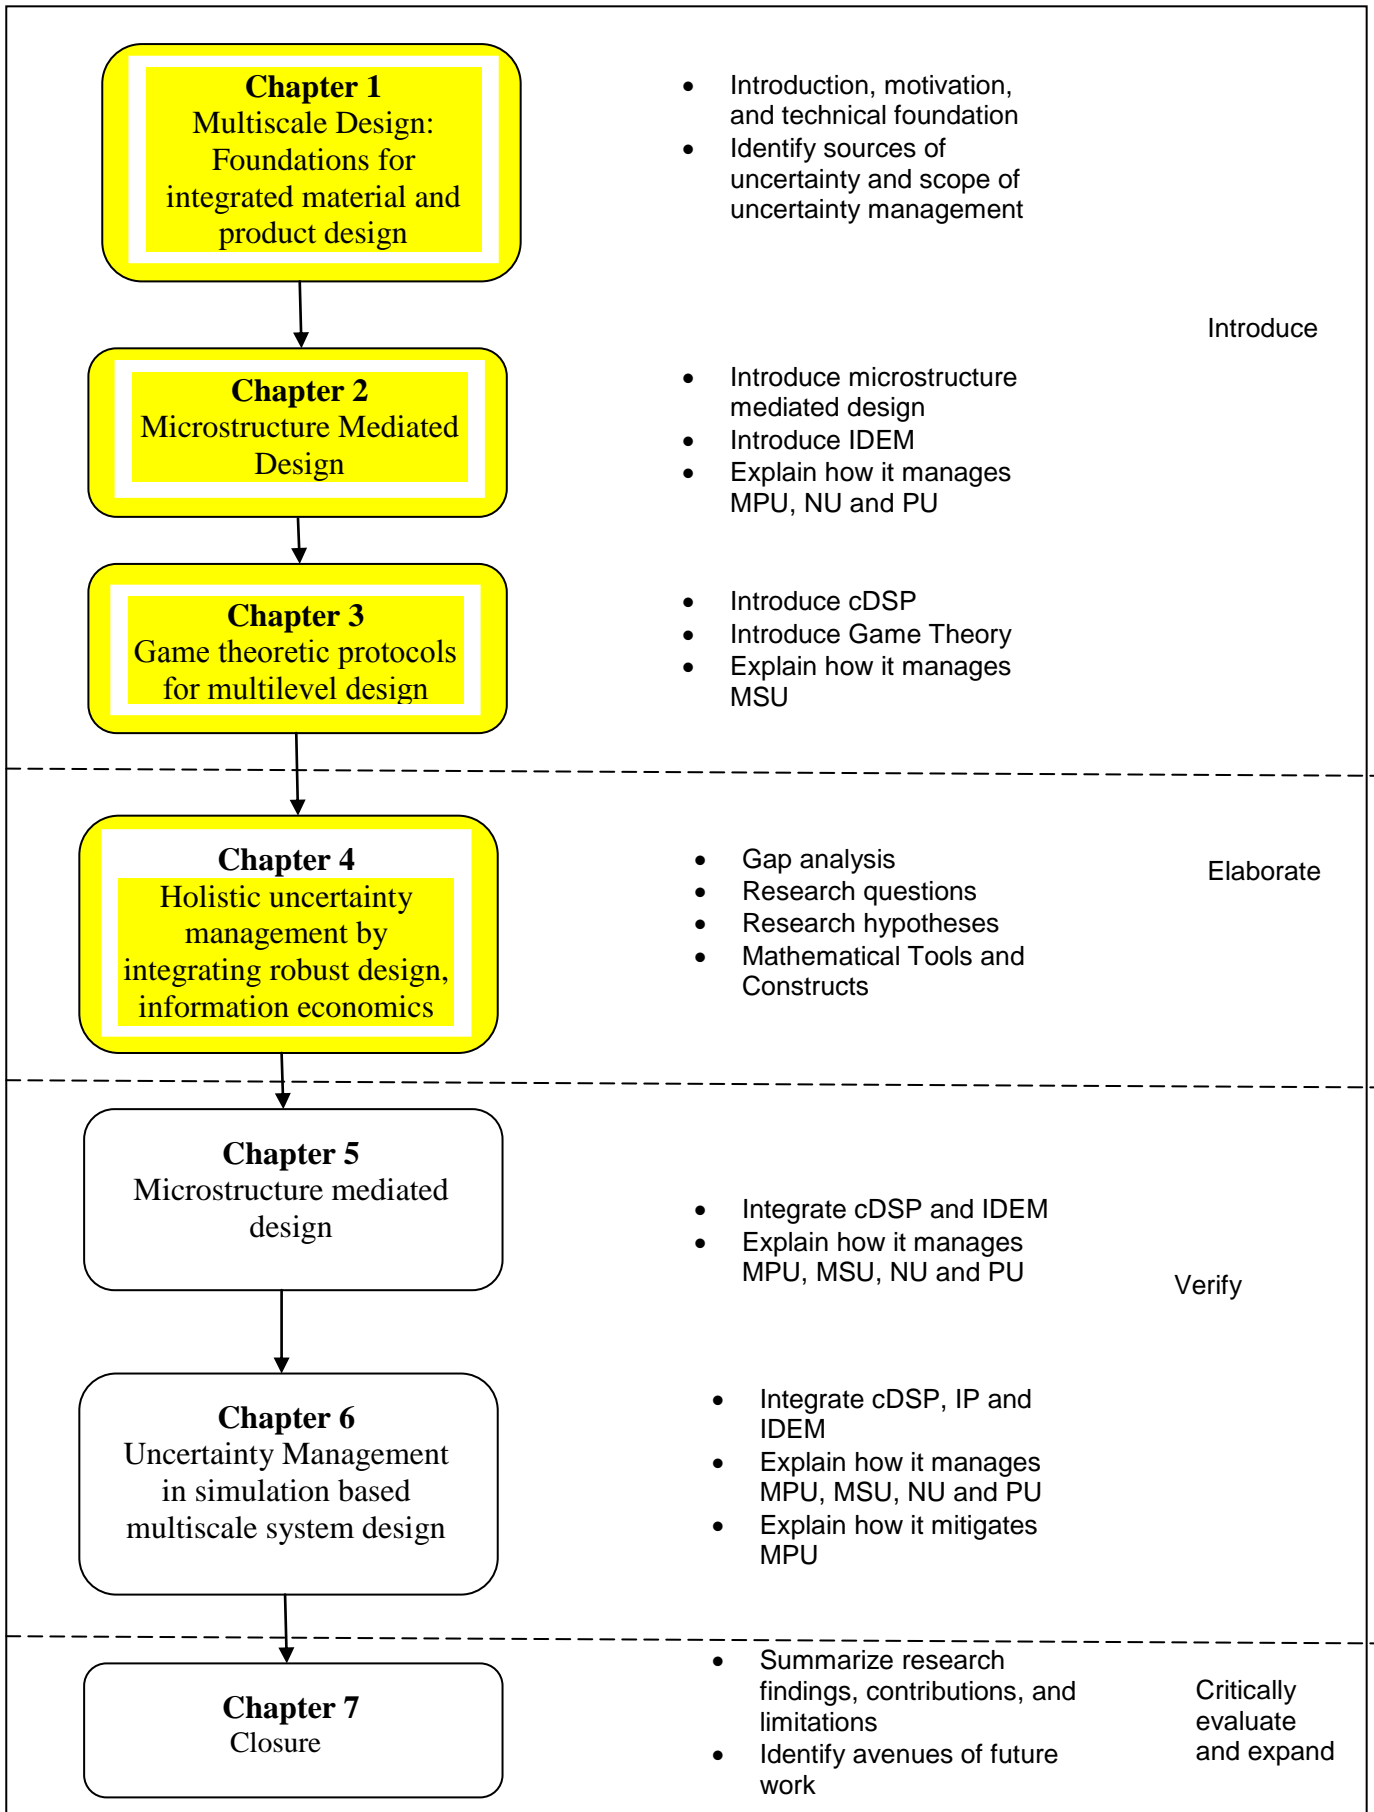 Chapter 1
Multiscale Design:
Foundations for
integrated material and
product design
• Introduction, motivation,
and technical foundation
• Identify sources of
uncertainty and scope of
uncertainty management
Introduce
Chapter 2
Microstructure Mediated
Design
• Introduce microstructure
mediated design
• Introduce IDEM
• Explain how it manages
MPU, NU and PU
Chapter 3
Game theoretic protocols
for multilevel design
• Introduce cDSP
• Introduce Game Theory
• Explain how it manages
MSU
Chapter 4
Holistic uncertainty
management by
integrating robust design,
information economics
• Gap analysis
• Research questions
• Research hypotheses
• Mathematical Tools and
Constructs
Elaborate
Chapter 5
Microstructure mediated
design
• Integrate cDSP and IDEM
• Explain how it manages
MPU, MSU, NU and PU
Verify
Chapter 6
Uncertainty Management
in simulation based
multiscale system design
• Integrate cDSP, IP and
IDEM
• Explain how it manages
MPU, MSU, NU and PU
• Explain how it mitigates
MPU
Chapter 7
Closure
• Summarize research
findings, contributions, and
limitations
• Identify avenues of future
work
Critically
evaluate
and expand